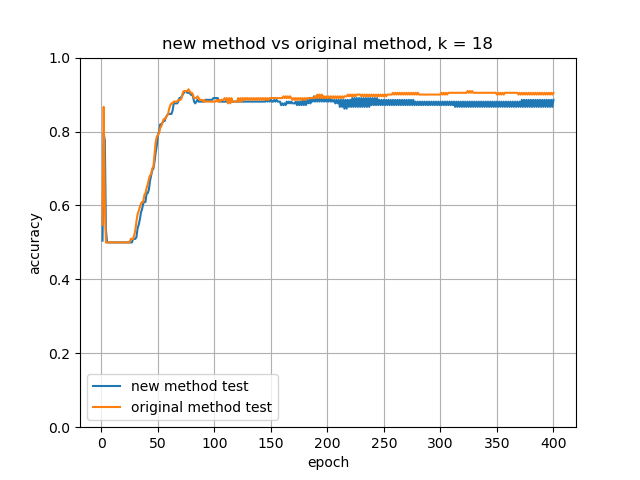 new method vs original method, k = 18
1.0
0.8
0.6
0.4
0.2
0.0
accuracy
new method test
original method test
0 50 100 150 200 250 300 350 400
epoch